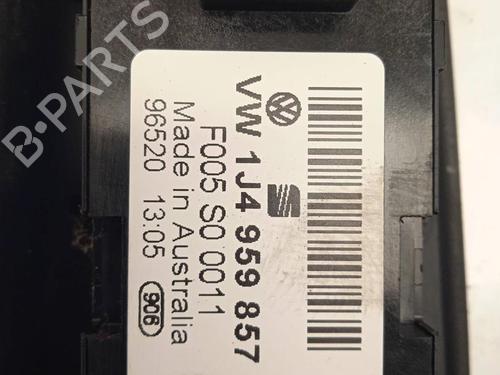 VW 1J4 959 857
F005 S0 0011
Made in Australia
96520 13:05
906
B-PARTS